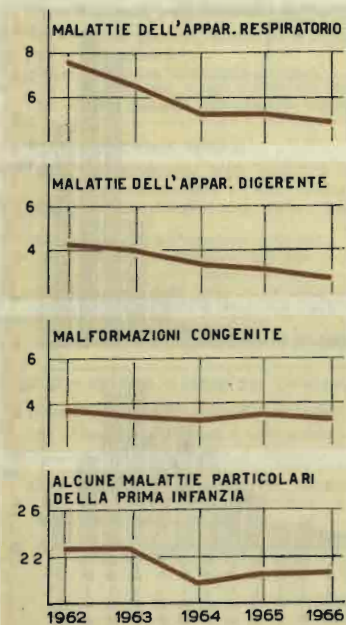 MALATTIE DELL'APPAR. RESPIRATORIO
8
6
MALATTIE DELL'APPAR. DIGERENTE
6
4
MALFORMAZIONI CONGENITE
6
4
ALCUNE MALATTIE PARTICOLARI
DELLA PRIMA INFANZIA
26
22
1962 1963 1964 1965 1966